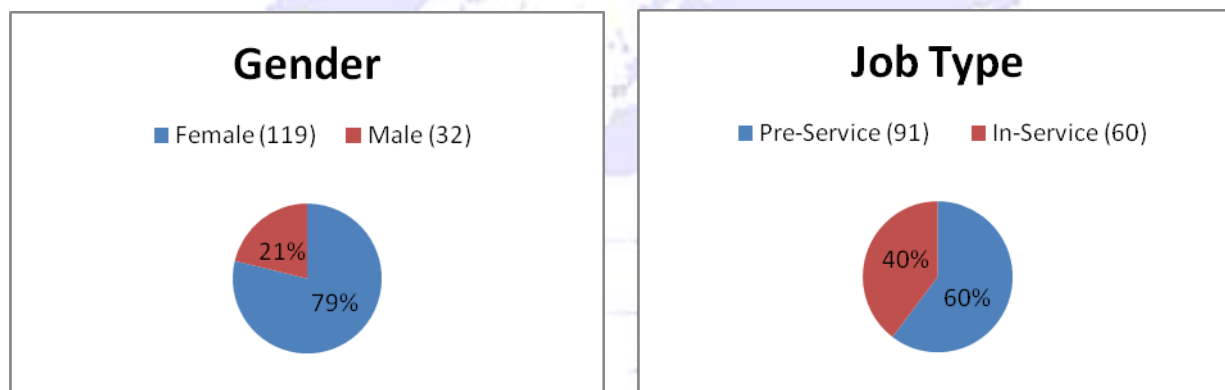 Gender
Female (119) Male (32)
21%
79%
Job Type
Pre-Service (91) In-Service (60)
40%
60%